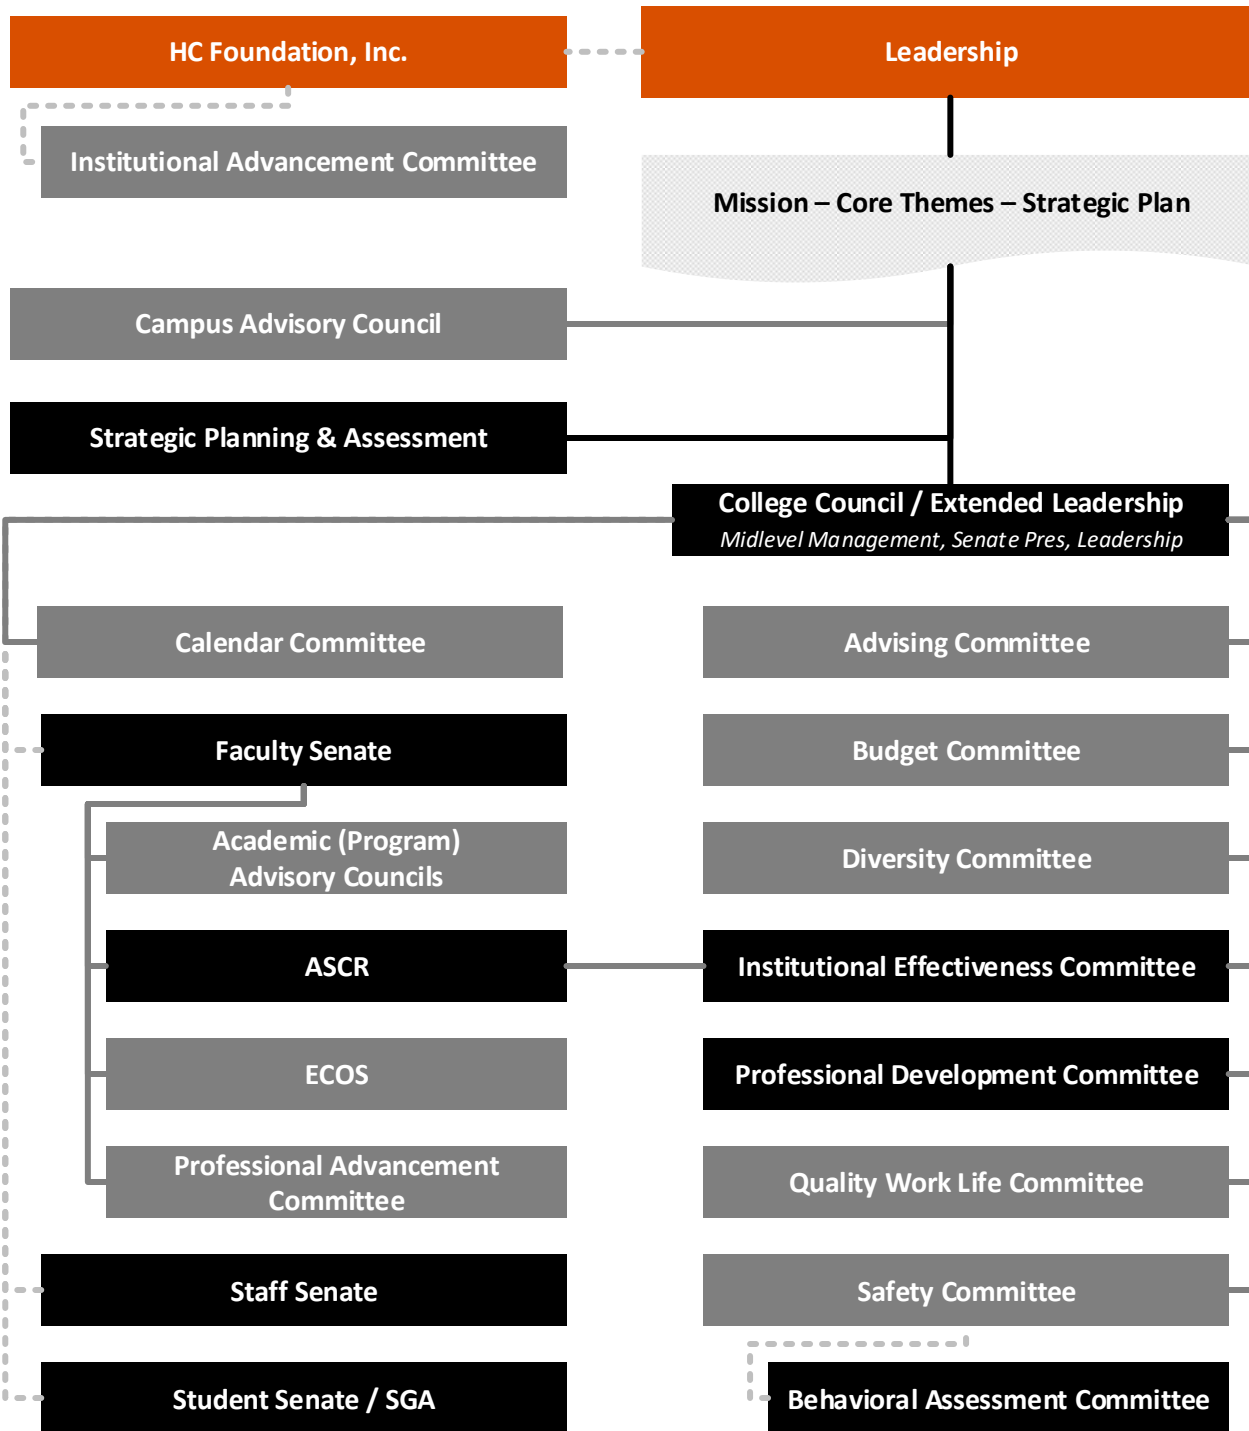 HC Foundation, Inc.
Leadership
Institutional Advancement Committee
Mission – Core Themes – Strategic Plan
Campus Advisory Council
Strategic Planning & Assessment
College Council / Extended Leadership
Midlevel Management, Senate Pres, Leadership
Calendar Committee
Advising Committee
Faculty Senate
Budget Committee
Academic (Program)
Advisory Councils
Diversity Committee
ASCR
Institutional Effectiveness Committee
ECOS
Professional Development Committee
Professional Advancement
Committee
Quality Work Life Committee
Staff Senate
Safety Committee
Student Senate / SGA
Behavioral Assessment Committee